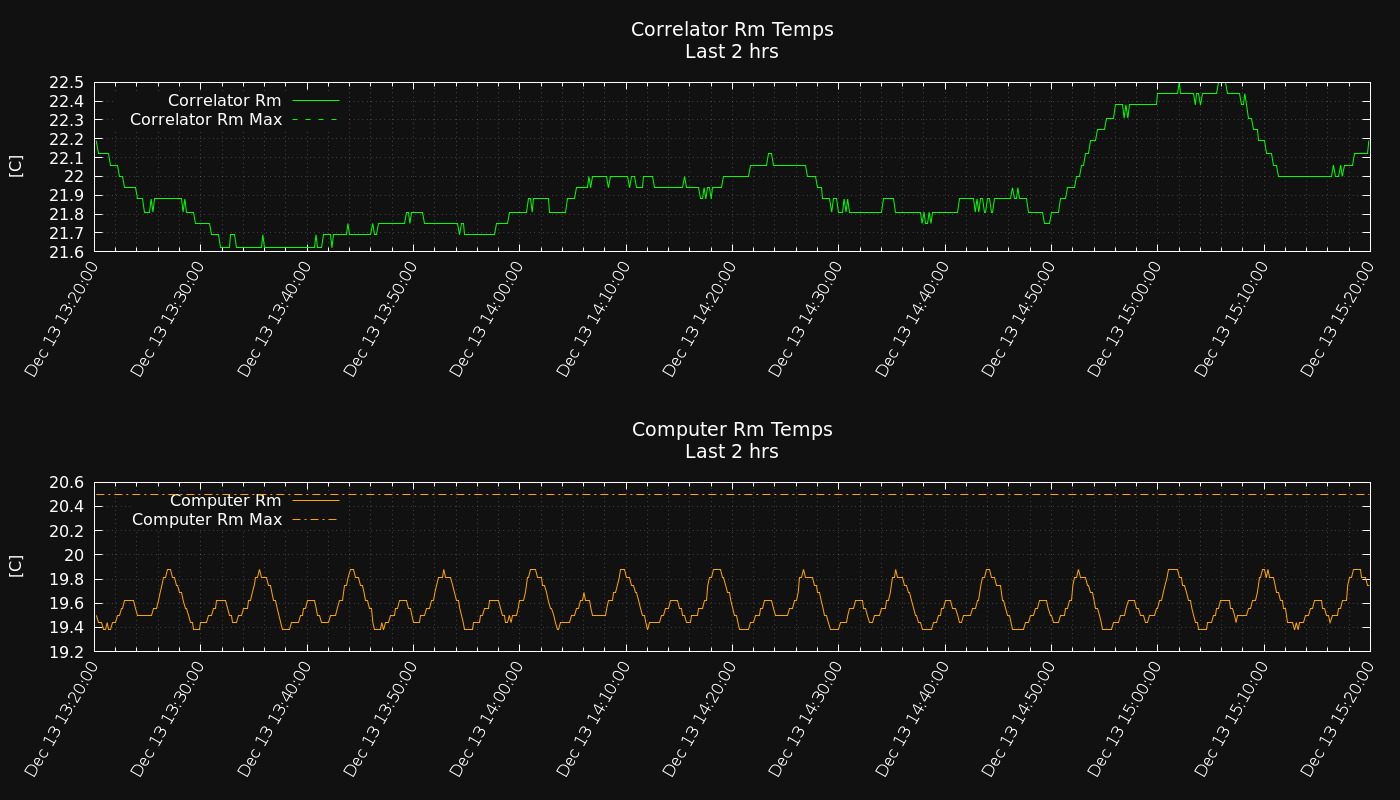 Correlator Rm Temps
Last 2 hrs
22.5
22.4
22.3
22.2
22.1
22
21.9
21.8
21.7
21.6
[C]
Correlator Rm
Correlator Rm Max
Dec 13 13:20:00
Dec 13 13:30:00
Dec 13 13:40:00
Dec 13 13:50:00
Dec 13 14:00:00
Dec 13 14:10:00
Dec 13 14:20:00
Dec 13 14:30:00
Dec 13 14:40:00
Dec 13 14:50:00
Dec 13 15:00:00
Dec 13 15:10:00
Dec 13 15:20:00
Computer Rm Temps
Last 2 hrs
20.6
20.4
20.2
20
19.8
19.6
19.4
19.2
[C]
Computer Rm
Computer Rm Max
Dec 13 13:20:00
Dec 13 13:30:00
Dec 13 13:40:00
Dec 13 13:50:00
Dec 13 14:00:00
Dec 13 14:10:00
Dec 13 14:20:00
Dec 13 14:30:00
Dec 13 14:40:00
Dec 13 14:50:00
Dec 13 15:00:00
Dec 13 15:10:00
Dec 13 15:20:00